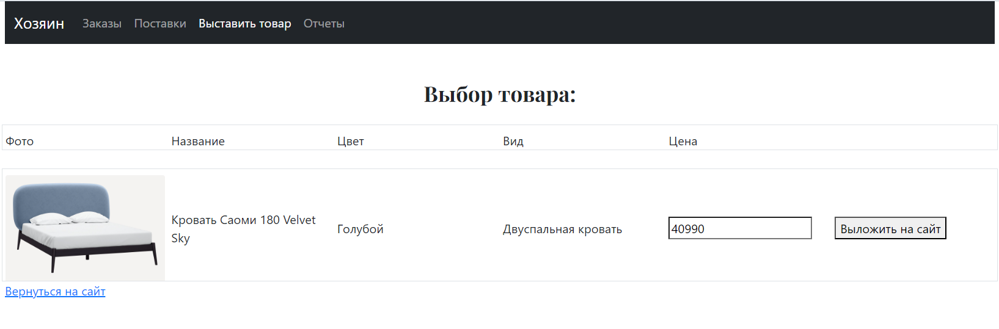 Хозяин Заказы Поставки Выставить товар Отчеты
Выбор товара:
Фото Название Цвет Вид Цена
Кровать Саоми 180 Velvet
Sky
Голубой
Двуспальная кровать
40990
Выложить на сайт
Вернуться на сайт